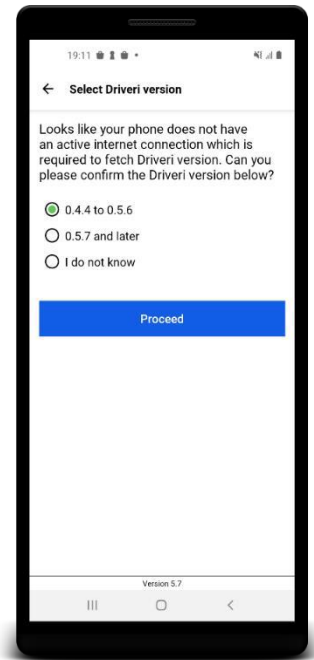 19:11
Select Driveri version
Looks like your phone does not have
an active internet connection which is
required to fetch Driveri version. Can you
please confirm the Driveri version below?
0.4.4 to 0.5.6
0.5.7 and later
I do not know
Proceed
Version 5.7